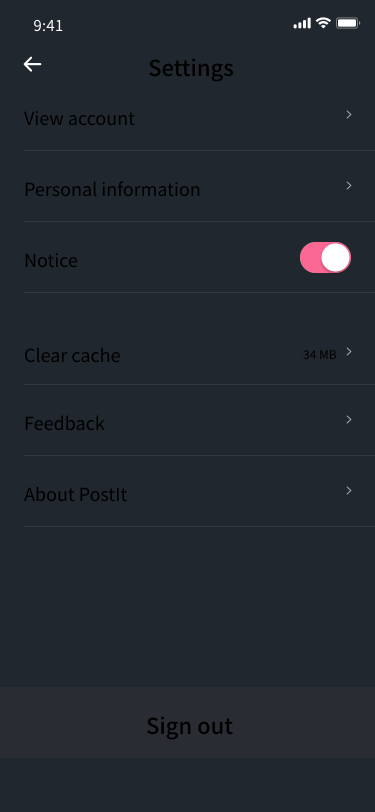 9:41
Settings
View account
Personal information
Notice
Clear cache 34 MB
Feedback
About PostIt
Sign out